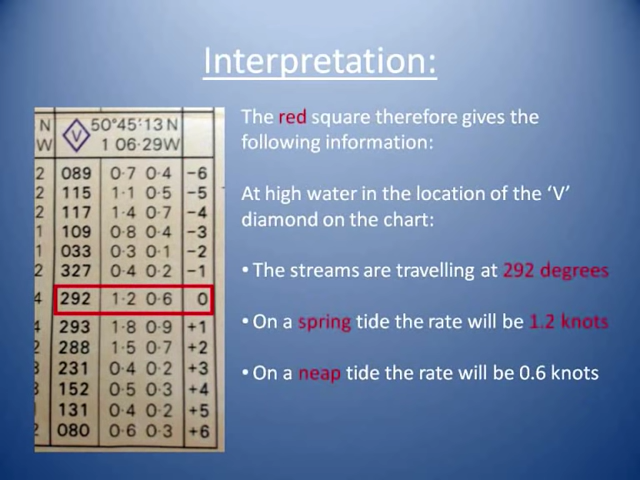 Interpretation:
N V 50°45'·13 N
W 1 06·29W
2 089 0·7 0·4 −6
2 115 1·1 0·5 −5
2 117 1·4 0·7 −4
1 109 0·8 0·4 −3
1 033 0·3 0·1 −2
2 327 0·4 0·2 −1
4 292 1·2 0·6 0
4 293 1·8 0·9 +1
2 288 1·5 0·7 +2
231 0·4 0·2 +3
152 0·5 0·3 +4
131 0·4 0·2 +5
2 080 0·6 0·3 +6
The red square therefore gives the
following information:
At high water in the location of the ‘V’
diamond on the chart:
• The streams are travelling at 292 degrees
• On a spring tide the rate will be 1.2 knots
• On a neap tide the rate will be 0.6 knots